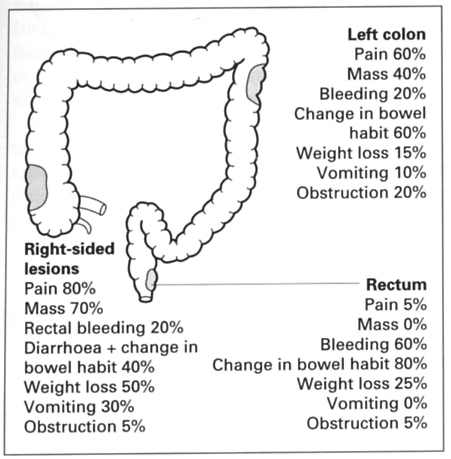 Left colon
Pain 60%
Mass 40%
Bleeding 20%
Change in bowel
habit 60%
Weight loss 15%
Vomiting 10%
Obstruction 20%
Right-sided
lesions
Pain 80%
Mass 70%
Rectal bleeding 20%
Diarrhoea + change in
bowel habit 40%
Weight loss 50%
Vomiting 30%
Obstruction 5%
Rectum
Pain 5%
Mass 0%
Bleeding 60%
Change in bowel habit 80%
Weight loss 25%
Vomiting 0%
Obstruction 5%